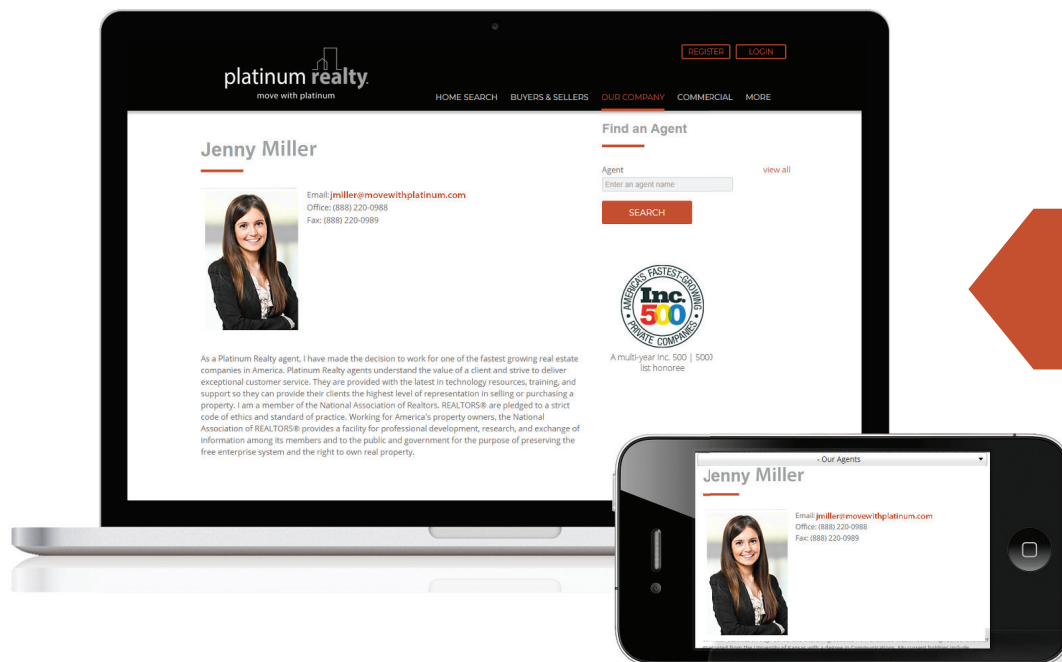 REGISTER LOGIN
platinum realty.
move with platinum
HOME SEARCH BUYERS & SELLERS OUR COMPANY COMMERCIAL MORE
Jenny Miller
Email: jmiller@movewithplatinum.com
Office: (888) 220-0988
Fax: (888) 220-0989
As a Platinum Realty agent, I have made the decision to work for one of the fastest growing real estate
companies in America. Platinum Realty agents understand the value of a client and strive to deliver
exceptional customer service. They are provided with the latest in technology resources, training, and
support so they can provide their clients the highest level of representation in selling or purchasing a
property. I am a member of the National Association of Realtors. REALTORS® are pledged to a strict
code of ethics and standard of practice. Working for America's property owners, the National
Association of REALTORS® provides a facility for professional development, research, and exchange of
information among its members and to the public and government for the purpose of preserving the
free enterprise system and the right to own real property.
Find an Agent
Agent view all
Enter an agent name
SEARCH
AMERICA'S FASTEST-GROWING
Inc.
500
PRIVATE COMPANIES
A multi-year Inc. 500 | 500
list honoree
- Our Agents
Jenny Miller
Email: jmiller@movewithplatinum.com
Office: (888) 220-0988
Fax: (888) 220-0989